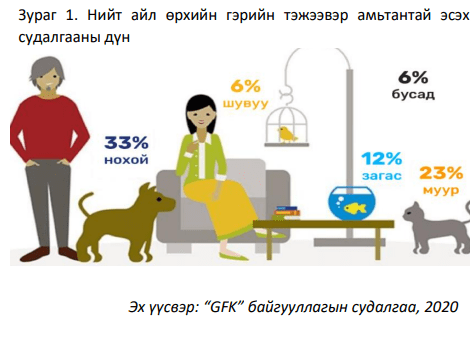 Зураг 1. Нийт айл өрхийн гэрийн тэжээвэр амьтантай эсэх
судалгааны дүн
6%
шувуу
6%
бусад
33%
нохой
12%
загас
23%
муур
Эх үүсвэр: “GFK” байгууллагын судалгаа, 2020